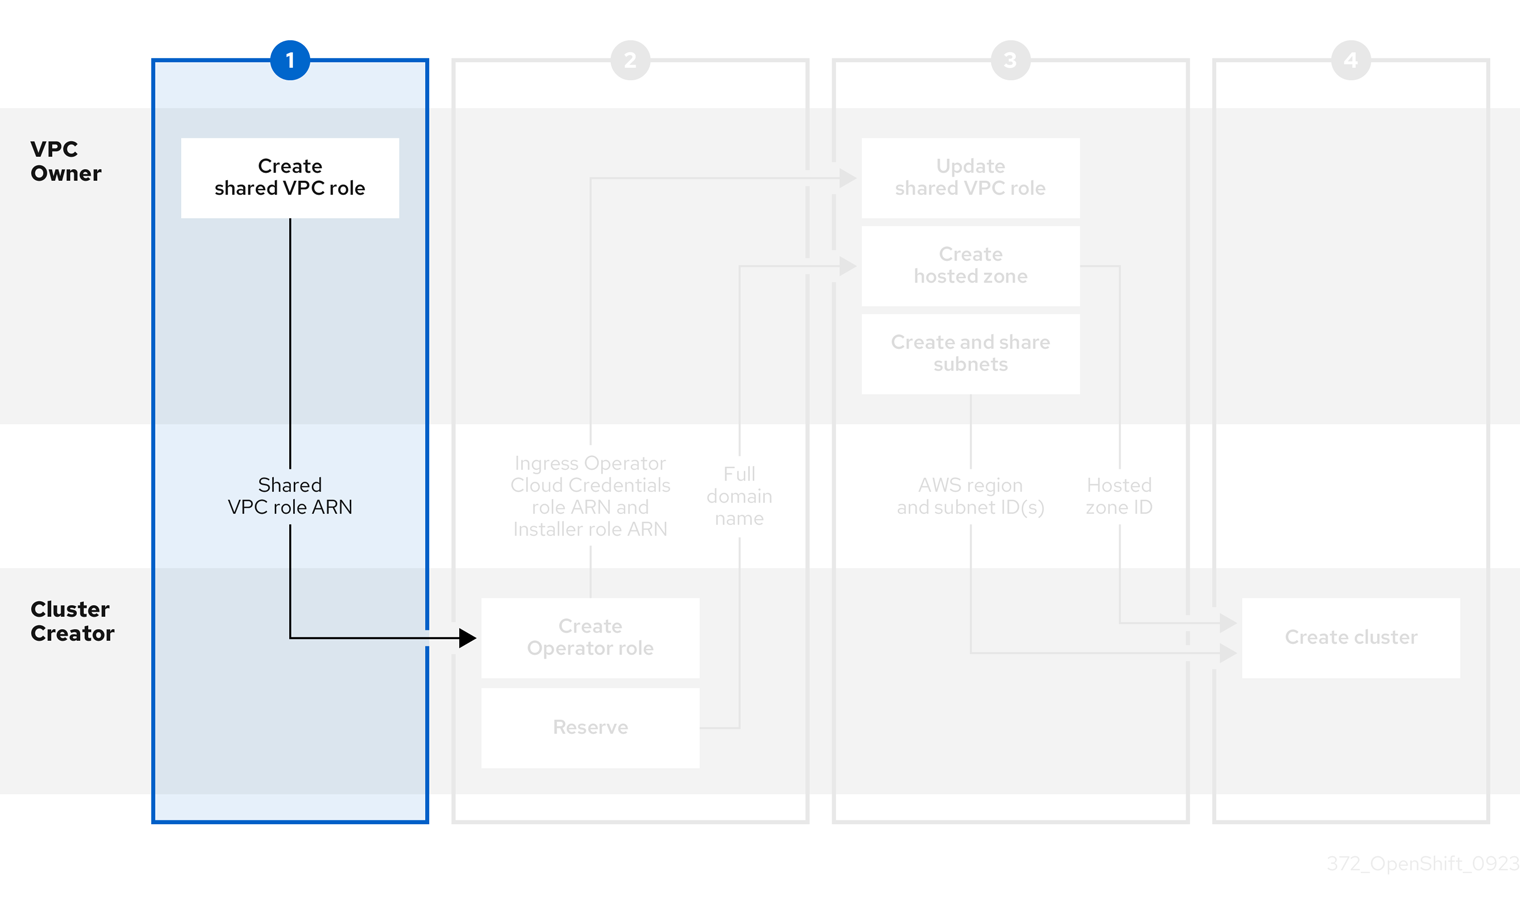 1
2
3
4
VPC
Owner
Create
shared VPC role
Update
shared VPC role
Create
hosted zone
Create and share
subnets
Shared
VPC role ARN
Ingress Operator
Cloud Credentials
role ARN and
Installer role ARN
Full
domain
name
AWS region
and subnet ID(s)
Hosted
zone ID
Cluster
Creator
Create
Operator role
Reserve
Create cluster
372_OpenShift_0923